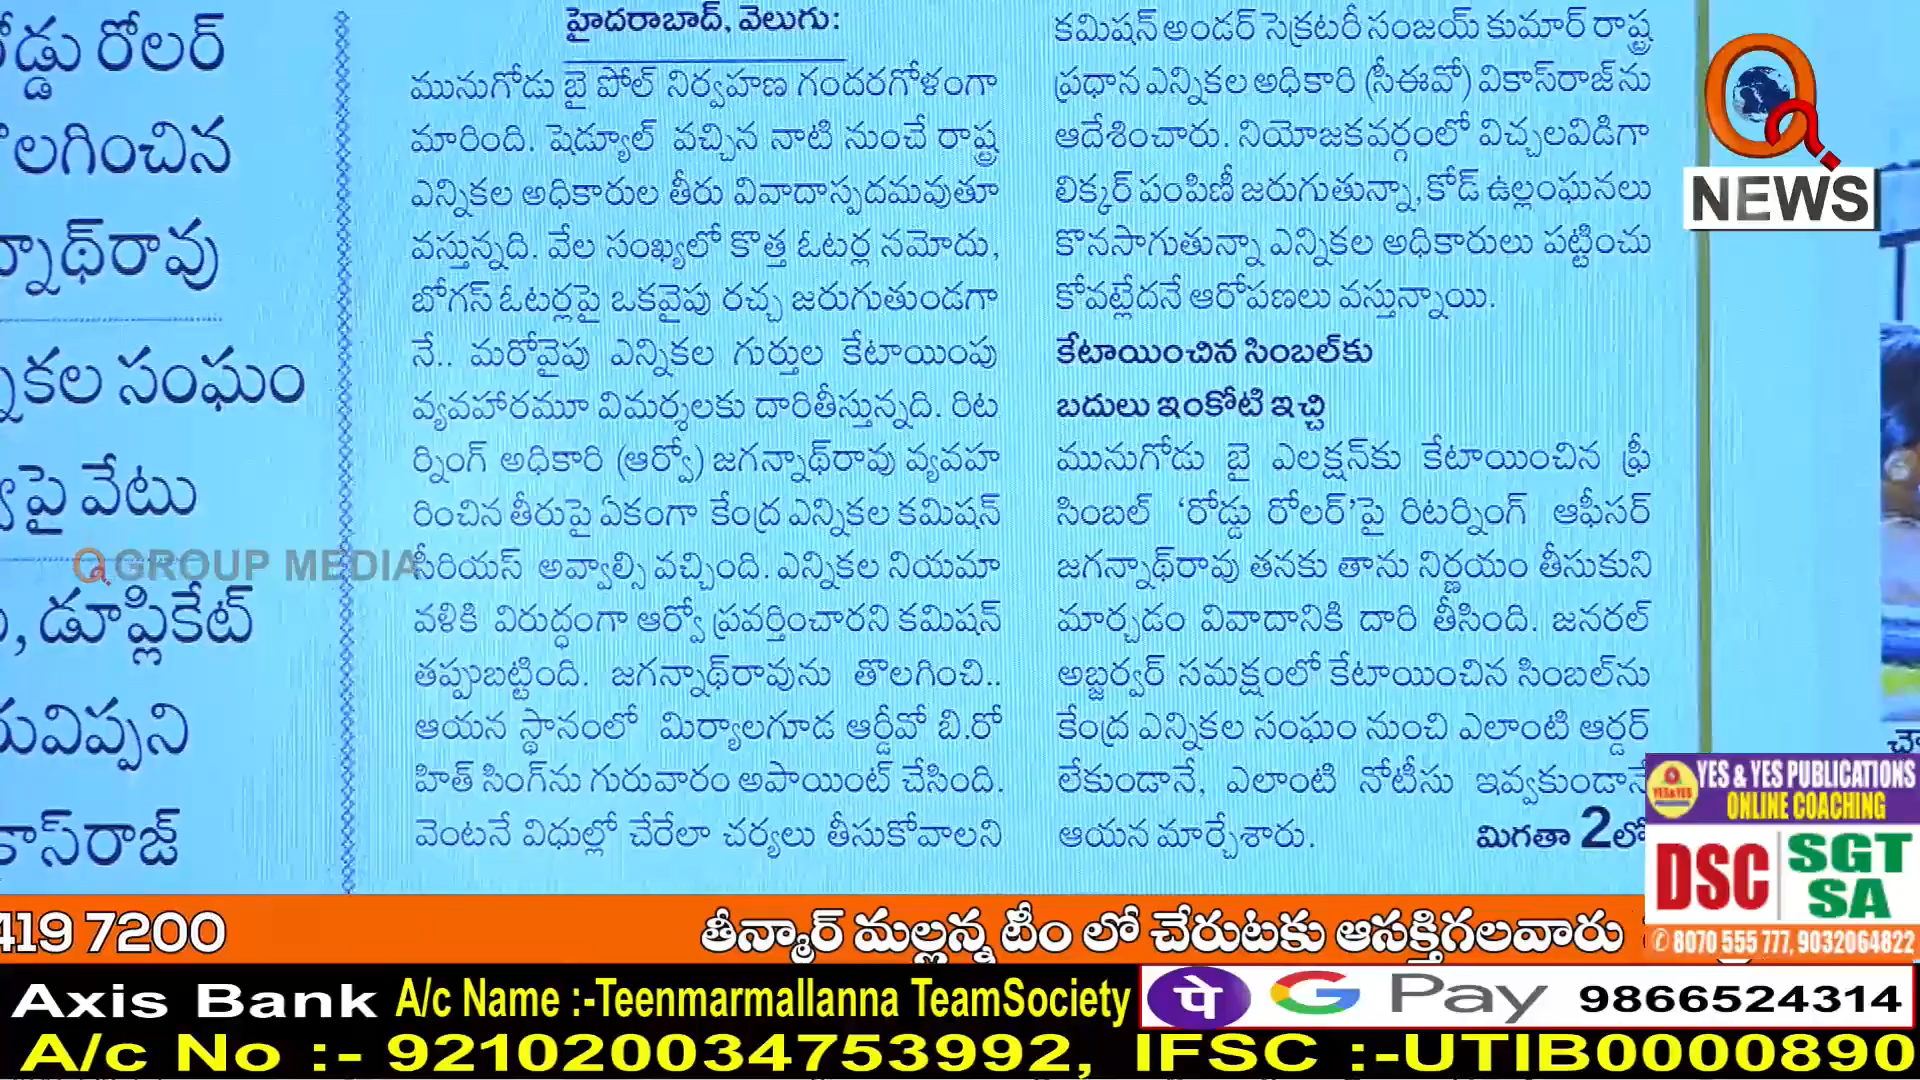 రోలర్
లగించిన
రావు
సంఘం
పై వేటు
డూప్లికేట్
హైదరాబాద్, వెలుగు:
మునుగోడు బై పోల్ నిర్వహణ గందరగోళంగా
మారింది. షెడ్యూల్ వచ్చిన నాటి నుంచే రాష్ట్ర
ఎన్నికల అధికారుల తీరు వివాదాస్పదమవుతూ
వస్తున్నది. వేల సంఖ్యలో కొత్త ఓటర్ల నమోదు,
బోగస్ ఓటర్లపై ఒకవైపు రచ్చ జరుగుతుండగా
నే.. మరోవైపు ఎన్నికల గుర్తుల కేటాయింపు
వ్యవహారమూ విమర్శలకు దారితీస్తున్నది. రిట
ర్నింగ్ అధికారి (ఆర్వో) జగన్నాథ్‌రావు వ్యవహ
రించిన తీరుపై ఏకంగా కేంద్ర ఎన్నికల కమిషన్
సీరియస్ అవ్వాల్సి వచ్చింది. ఎన్నికల నియమా
వళికి విరుద్ధంగా ఆర్వో ప్రవర్తించారని కమిషన్
తప్పుబట్టింది. జగన్నాథ్‌రావును తొలగించి..
ఆయన స్థానంలో మిర్యాలగూడ ఆర్డీవో బి.రో
హిత్ సింగ్‌ను గురువారం అపాయింట్ చేసింది.
వెంటనే విధుల్లో చేరేలా చర్యలు తీసుకోవాలని
కమిషన్ అండర్ సెక్రటరీ సంజయ్ కుమార్ రాష్ట్ర
ప్రధాన ఎన్నికల అధికారి (సీఈవో) వికాస్‌రాజ్‌ను
ఆదేశించారు. నియోజకవర్గంలో విచ్చలవిడిగా
లిక్కర్ పంపిణీ జరుగుతున్నా, కోడ్ ఉల్లంఘనలు
కొనసాగుతున్నా ఎన్నికల అధికారులు పట్టించు
కోవట్లేదనే ఆరోపణలు వస్తున్నాయి.
కేటాయించిన సింబల్‌కు
బదులు ఇంకోటి ఇచ్చి
మునుగోడు బై ఎలక్షన్‌కు కేటాయించిన ఫ్రీ
సింబల్ ‘రోడ్డు రోలర్’పై రిటర్నింగ్ ఆఫీసర్
జగన్నాథ్‌రావు తనకు తాను నిర్ణయం తీసుకుని
మార్చడం వివాదానికి దారి తీసింది. జనరల్
అబ్జర్వర్ సమక్షంలో కేటాయించిన సింబల్‌ను
కేంద్ర ఎన్నికల సంఘం నుంచి ఎలాంటి ఆర్డర్
లేకుండానే, ఎలాంటి నోటీసు ఇవ్వకుండానే
ఆయన మార్చేశారు. మిగతా 2లో
Q NEWS
Q GROUP MEDIA
YES & YES PUBLICATIONS
ONLINE COACHING
DSC SGT SA
8070 555 777, 9032064822
419 7200 తీన్మార్ మల్లన్న టీం లో చేరుటకు ఆసక్తిగలవారు
Axis Bank A/c Name :-Teenmarmallanna TeamSociety పే G Pay 9866524314
A/c No :- 921020034753992, IFSC :-UTIB0000890